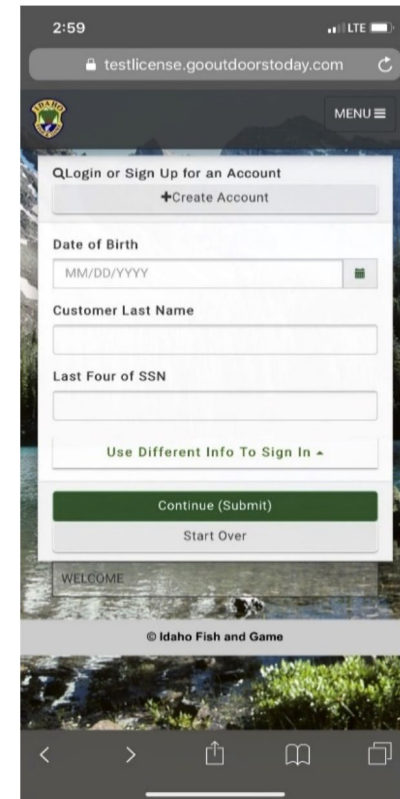 2:59
LTE
testlicense.gooutdoorstoday.com
IDAHO
MENU
Login or Sign Up for an Account
+Create Account
Date of Birth
MM/DD/YYYY
Customer Last Name
Last Four of SSN
Use Different Info To Sign In
Continue (Submit)
Start Over
WELCOME
© Idaho Fish and Game